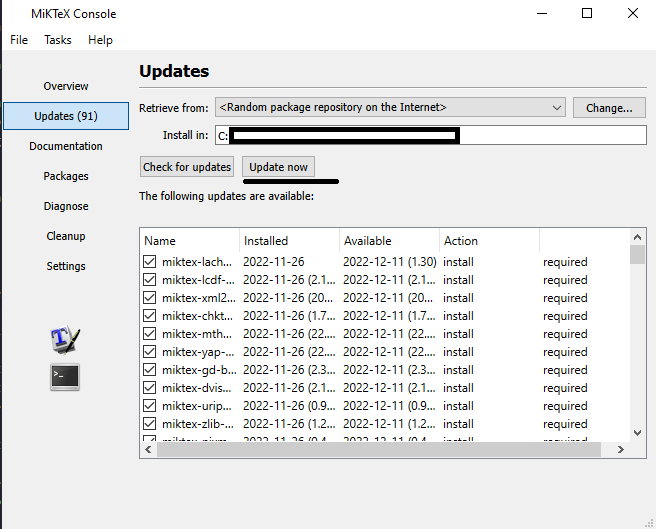 MiKTeX Console
File Tasks Help
Overview
Updates (91)
Documentation
Packages
Diagnose
Cleanup
Settings
Updates
Retrieve from: <Random package repository on the Internet> Change...
Install in: C:
Check for updates Update now
The following updates are available:
Name Installed Available Action
miktex-lach... 2022-11-26 2022-12-11 (1.30) install required
miktex-lcdf-... 2022-11-26 (2.1... 2022-12-11 (2.1... install required
miktex-xml2... 2022-11-26 (20... 2022-12-11 (20... install required
miktex-chkt... 2022-11-26 (1.7... 2022-12-11 (1.7... install required
miktex-mth... 2022-11-26 (22.... 2022-12-11 (22.... install required
miktex-yap-... 2022-11-26 (22.... 2022-12-11 (22.... install required
miktex-gd-b... 2022-11-26 (2.3... 2022-12-11 (2.3... install required
miktex-dvis... 2022-11-26 (2.1... 2022-12-11 (2.1... install required
miktex-urip... 2022-11-26 (0.9... 2022-12-11 (0.9... install required
miktex-zlib-... 2022-11-26 (1.2... 2022-12-11 (1.2... install required